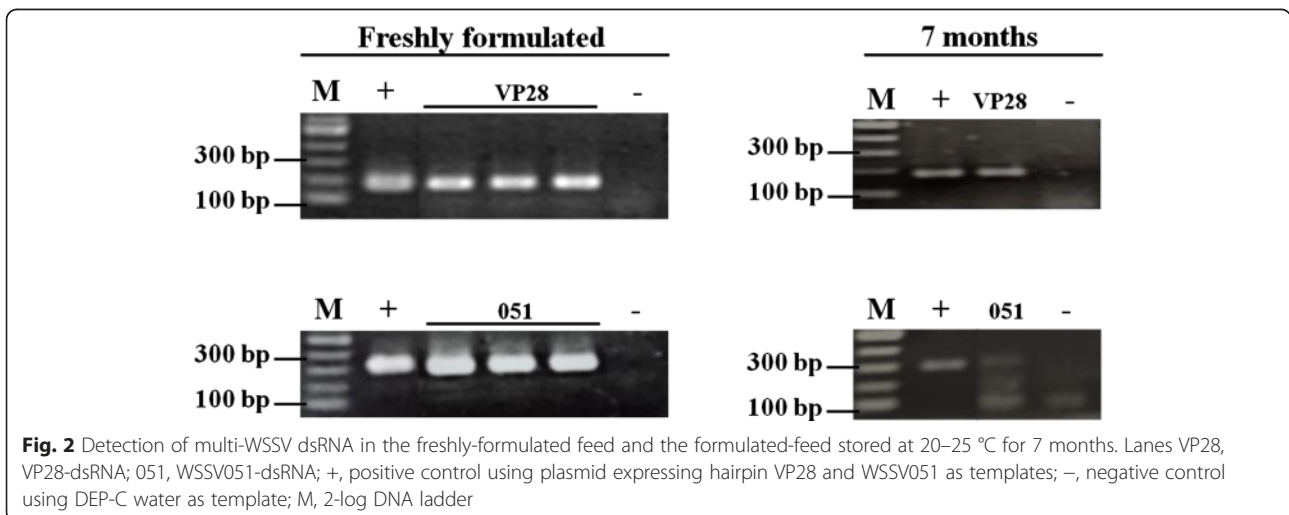 Freshly formulated
7 months
M + VP28 -
M + VP28 -
300 bp
100 bp
300 bp
100 bp
M + 051 -
M + 051 -
300 bp
100 bp
300 bp
100 bp
Fig. 2 Detection of multi-WSSV dsRNA in the freshly-formulated feed and the formulated-feed stored at 20–25 °C for 7 months. Lanes VP28,
VP28-dsRNA; 051, WSSV051-dsRNA; +, positive control using plasmid expressing hairpin VP28 and WSSV051 as templates; −, negative control
using DEP-C water as template; M, 2-log DNA ladder